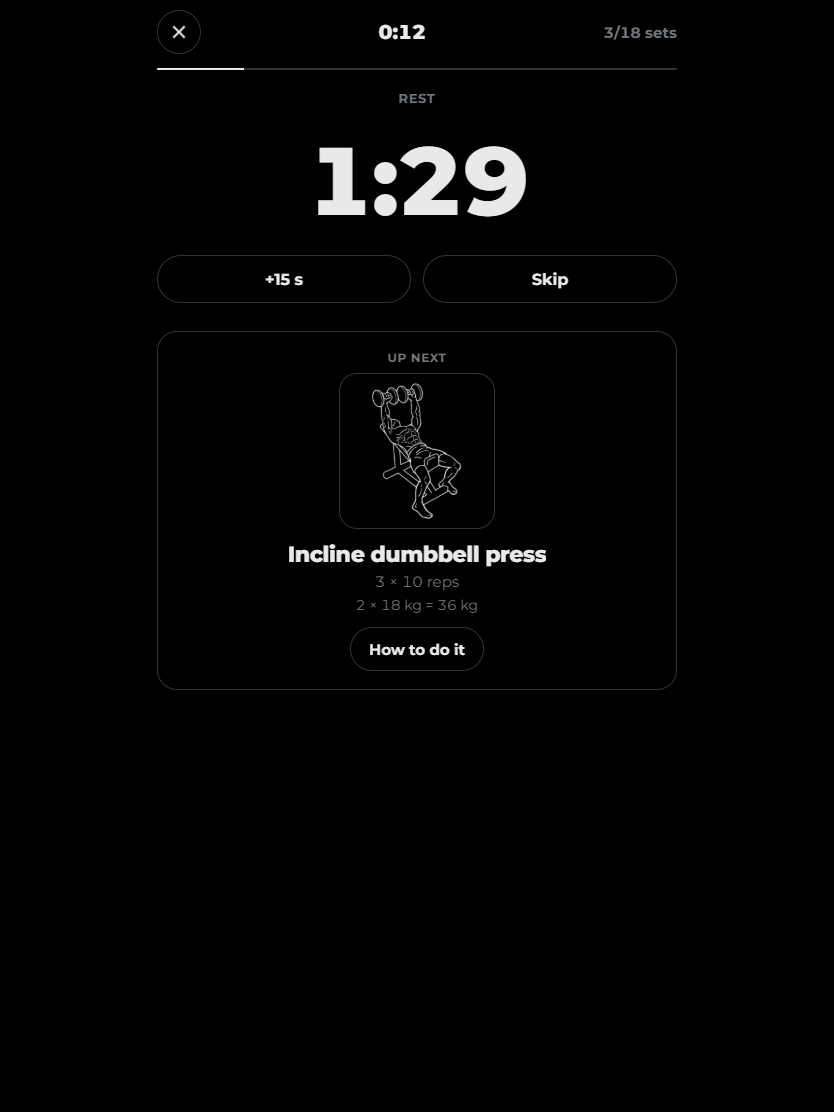 ✕
0:12
3/18 sets
REST
1:29
+15 s
Skip
UP NEXT
Incline dumbbell press
3 × 10 reps
2 × 18 kg = 36 kg
How to do it